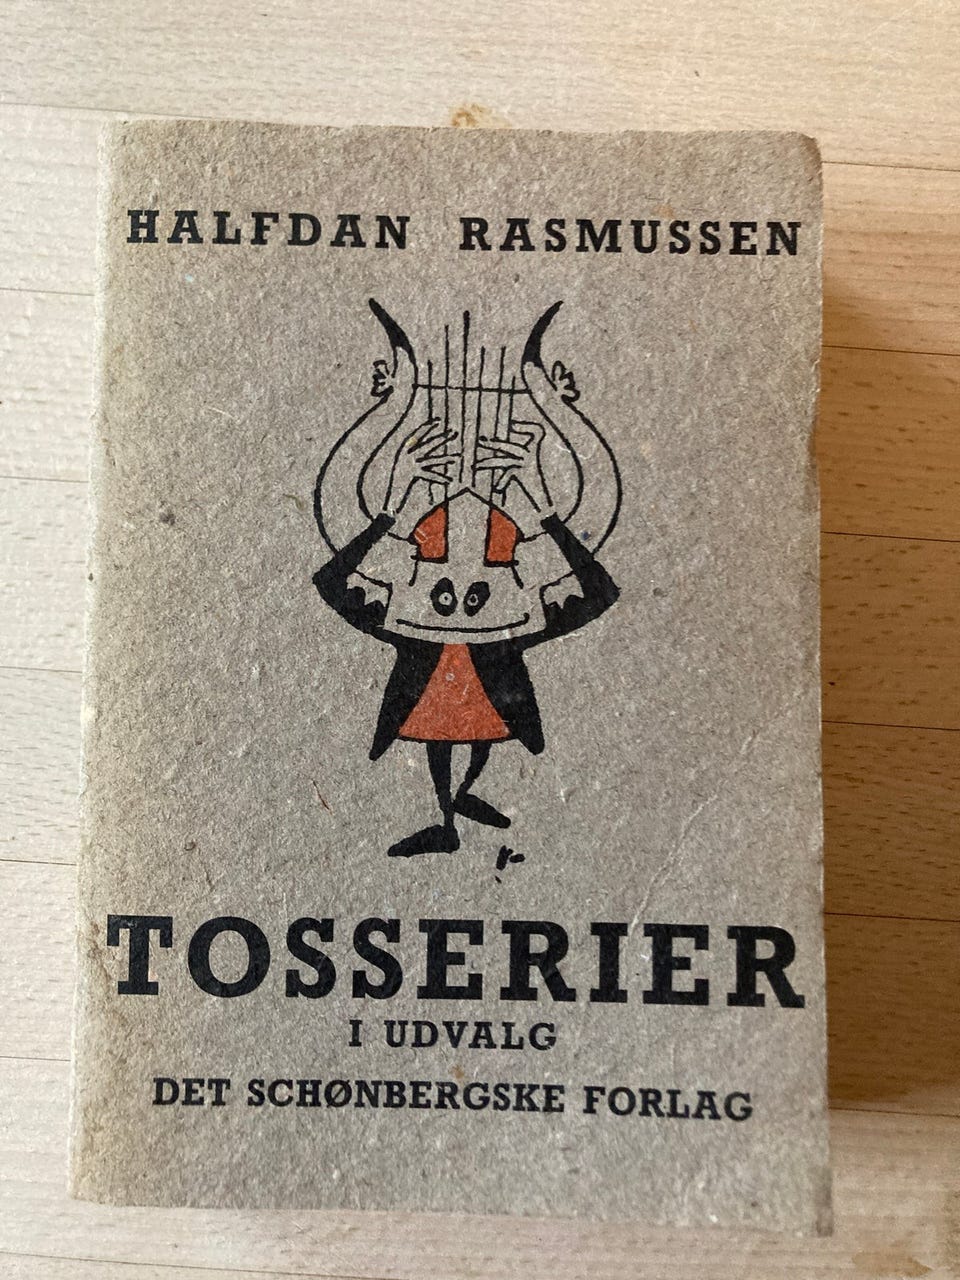 HALFDAN RASMUSSEN
TOSSERIER
I UDVALG
DET SCHØNBERGSKE FORLAG